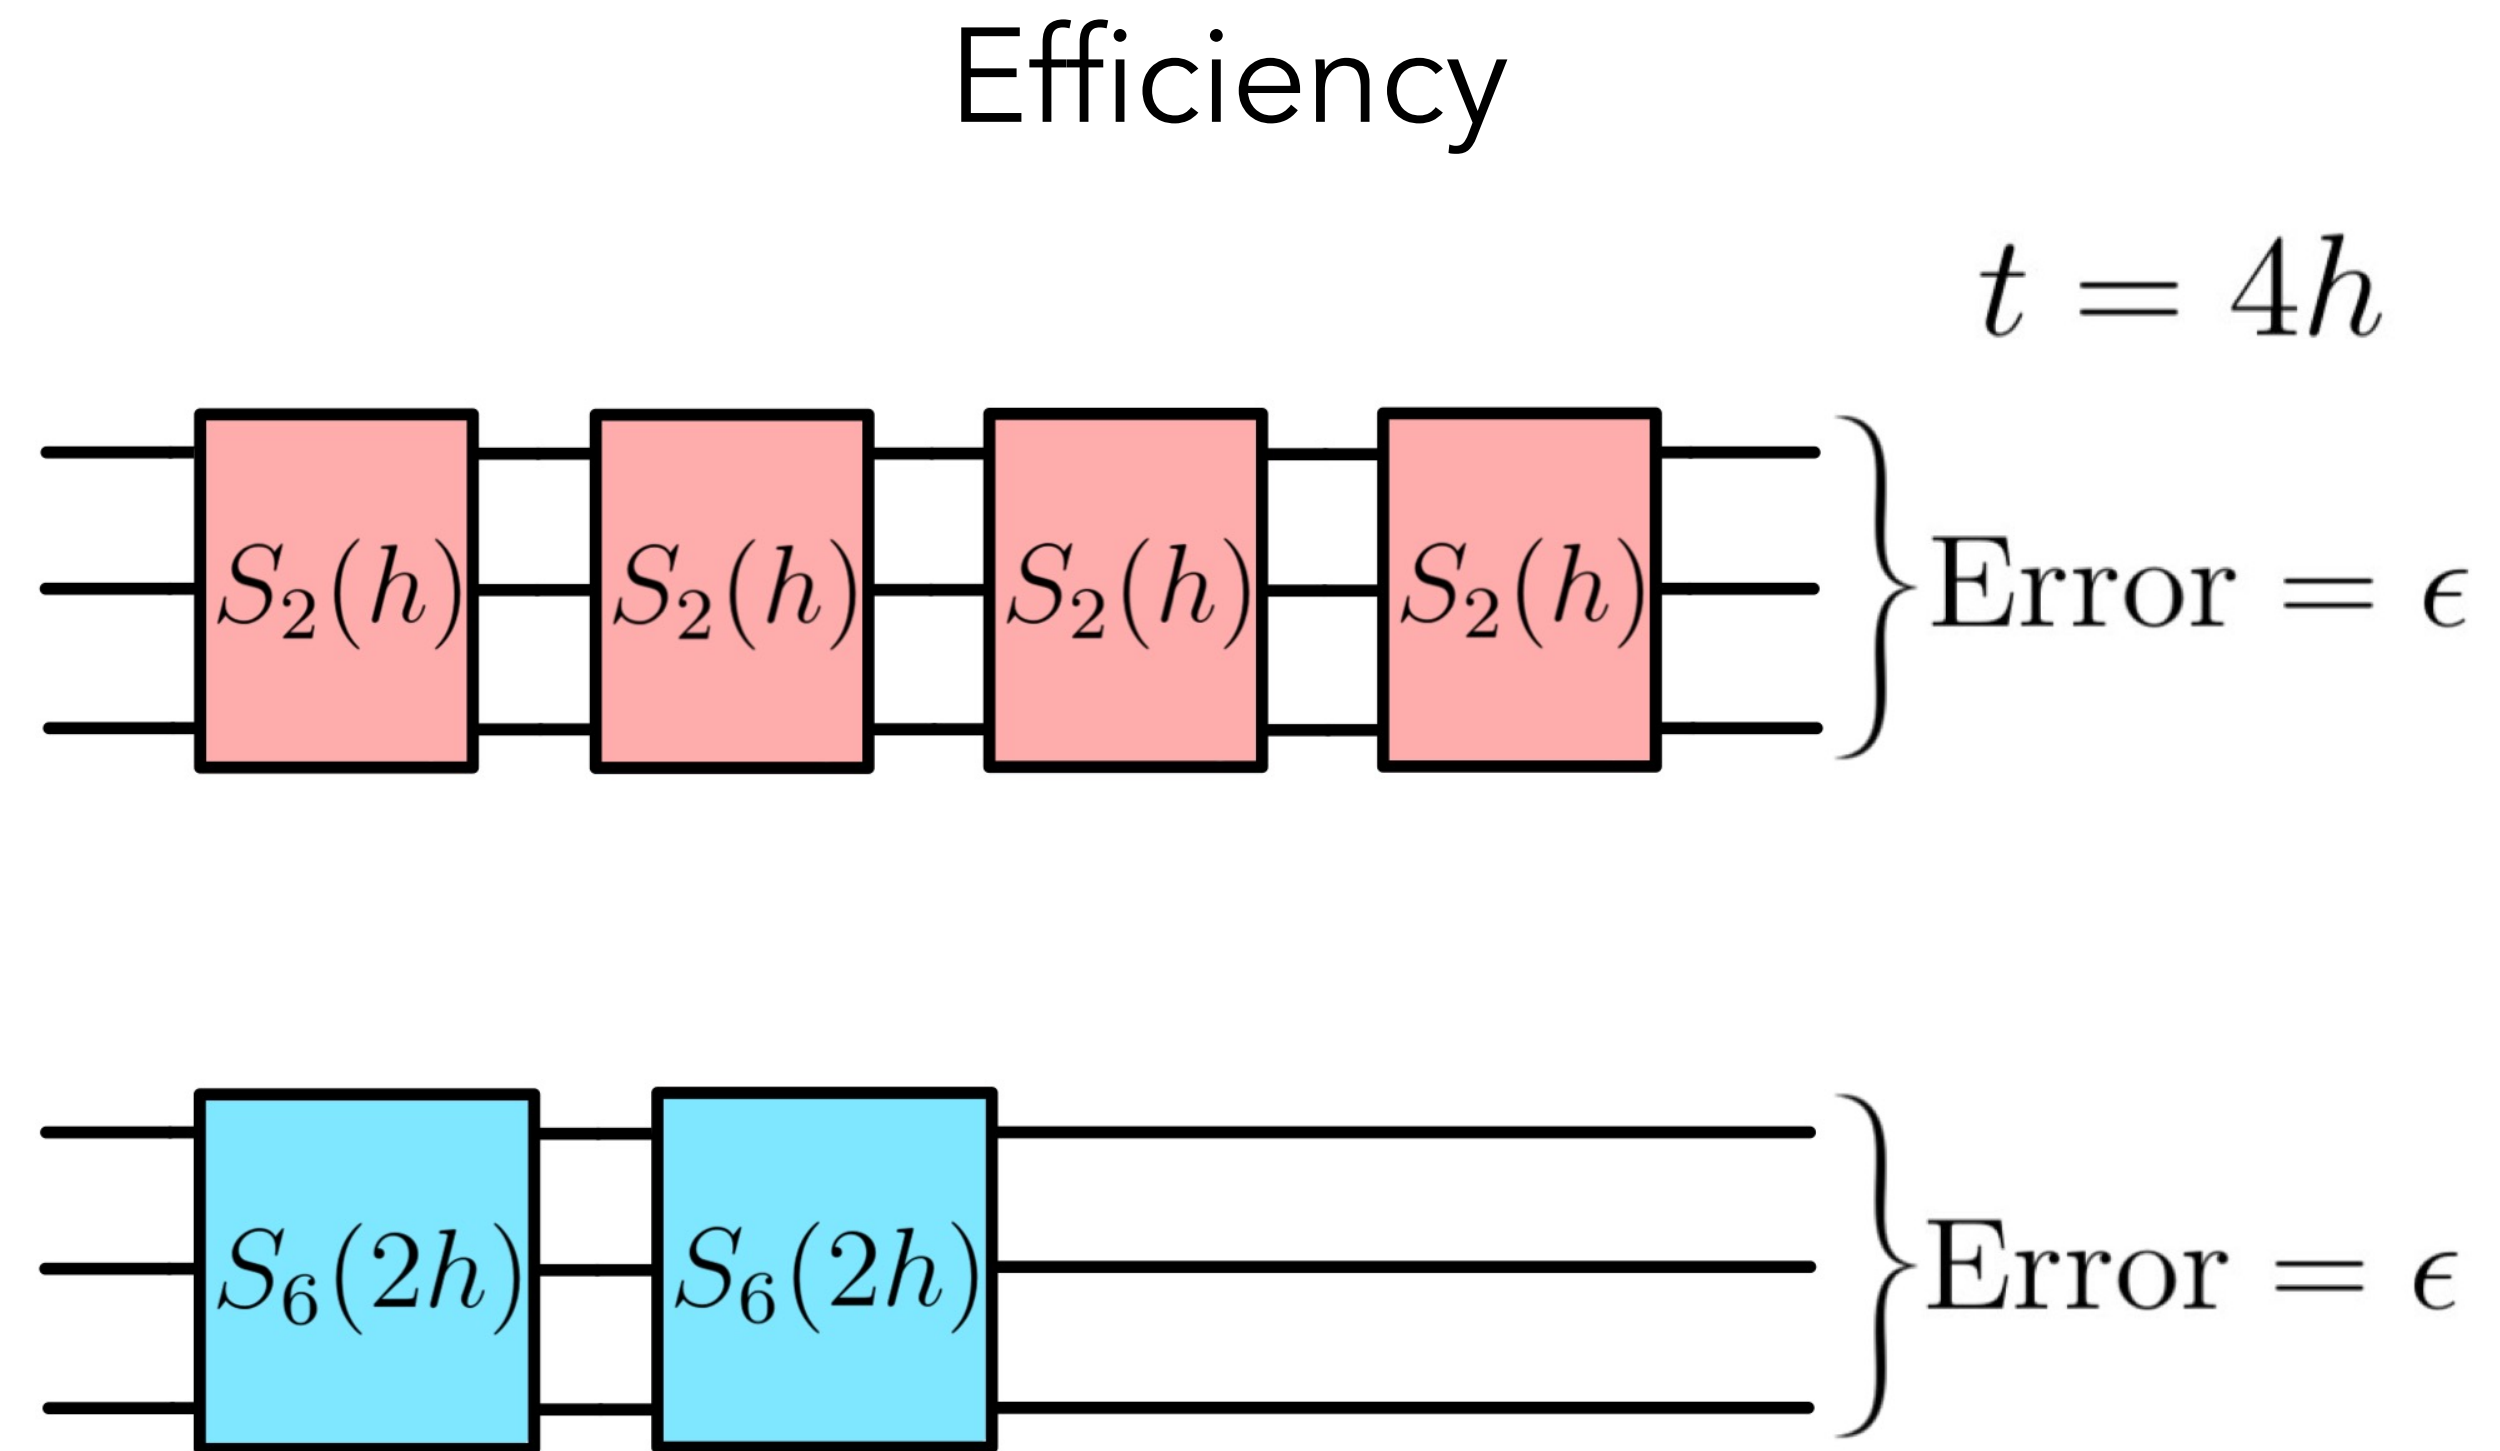 Efficiency
t = 4h
S₂(h) S₂(h) S₂(h) S₂(h) Error = ϵ
S₆(2h) S₆(2h) Error = ϵ